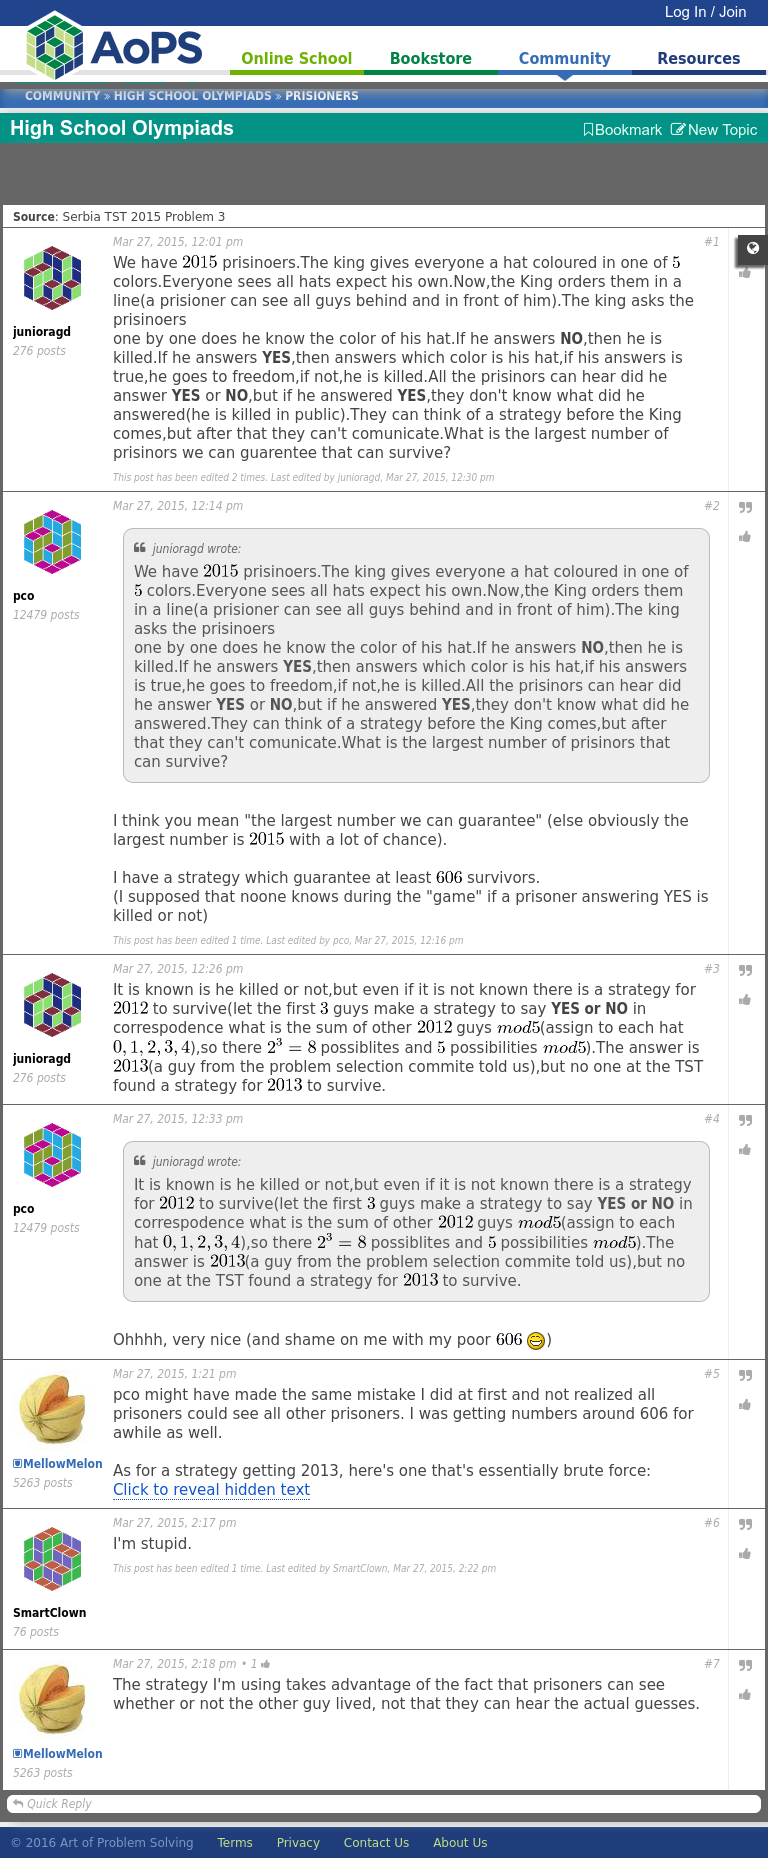 Log In / Join
AoPS
Online School
Bookstore
Community
Resources
COMMUNITY » HIGH SCHOOL OLYMPIADS » PRISIONERS
High School Olympiads
Bookmark
New Topic
Source: Serbia TST 2015 Problem 3
Mar 27, 2015, 12:01 pm
#1
junioragd
276 posts
We have 2015 prisinoers.The king gives everyone a hat coloured in one of 5
colors.Everyone sees all hats expect his own.Now,the King orders them in a
line(a prisioner can see all guys behind and in front of him).The king asks the
prisinoers
one by one does he know the color of his hat.If he answers NO,then he is
killed.If he answers YES,then answers which color is his hat,if his answers is
true,he goes to freedom,if not,he is killed.All the prisinors can hear did he
answer YES or NO,but if he answered YES,they don't know what did he
answered(he is killed in public).They can think of a strategy before the King
comes,but after that they can't comunicate.What is the largest number of
prisinors we can guarentee that can survive?
This post has been edited 2 times. Last edited by junioragd, Mar 27, 2015, 12:30 pm
Mar 27, 2015, 12:14 pm
#2
pco
12479 posts
junioragd wrote:
We have 2015 prisinoers.The king gives everyone a hat coloured in one of
5 colors.Everyone sees all hats expect his own.Now,the King orders them
in a line(a prisioner can see all guys behind and in front of him).The king
asks the prisinoers
one by one does he know the color of his hat.If he answers NO,then he is
killed.If he answers YES,then answers which color is his hat,if his answers
is true,he goes to freedom,if not,he is killed.All the prisinors can hear did
he answer YES or NO,but if he answered YES,they don't know what did he
answered.They can think of a strategy before the King comes,but after
that they can't comunicate.What is the largest number of prisinors that
can survive?
I think you mean "the largest number we can guarantee" (else obviously the
largest number is 2015 with a lot of chance).
I have a strategy which guarantee at least 606 survivors.
(I supposed that noone knows during the "game" if a prisoner answering YES is
killed or not)
This post has been edited 1 time. Last edited by pco, Mar 27, 2015, 12:16 pm
Mar 27, 2015, 12:26 pm
#3
junioragd
276 posts
It is known is he killed or not,but even if it is not known there is a strategy for
2012 to survive(let the first 3 guys make a strategy to say YES or NO in
correspodence what is the sum of other 2012 guys mod5(assign to each hat
0, 1, 2, 3, 4),so there 2³ = 8 possiblites and 5 possibilities mod5).The answer is
2013(a guy from the problem selection commite told us),but no one at the TST
found a strategy for 2013 to survive.
Mar 27, 2015, 12:33 pm
#4
pco
12479 posts
junioragd wrote:
It is known is he killed or not,but even if it is not known there is a strategy
for 2012 to survive(let the first 3 guys make a strategy to say YES or NO in
correspodence what is the sum of other 2012 guys mod5(assign to each
hat 0, 1, 2, 3, 4),so there 2³ = 8 possiblites and 5 possibilities mod5).The
answer is 2013(a guy from the problem selection commite told us),but no
one at the TST found a strategy for 2013 to survive.
Ohhhh, very nice (and shame on me with my poor 606 )
Mar 27, 2015, 1:21 pm
#5
MellowMelon
5263 posts
pco might have made the same mistake I did at first and not realized all
prisoners could see all other prisoners. I was getting numbers around 606 for
awhile as well.
As for a strategy getting 2013, here's one that's essentially brute force:
Click to reveal hidden text
Mar 27, 2015, 2:17 pm
#6
SmartClown
76 posts
I'm stupid.
This post has been edited 1 time. Last edited by SmartClown, Mar 27, 2015, 2:22 pm
Mar 27, 2015, 2:18 pm • 1
#7
MellowMelon
5263 posts
The strategy I'm using takes advantage of the fact that prisoners can see
whether or not the other guy lived, not that they can hear the actual guesses.
Quick Reply
© 2016 Art of Problem Solving
Terms
Privacy
Contact Us
About Us